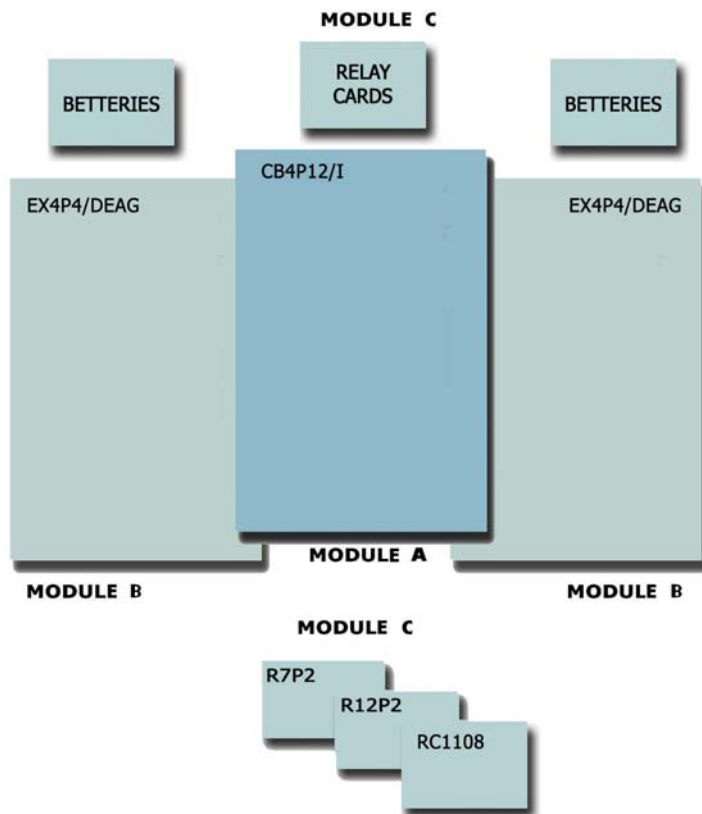 MODULE C
BETTERIES
RELAY
CARDS
BETTERIES
CB4P12/I
EX4P4/DEAG
EX4P4/DEAG
MODULE A
MODULE B
MODULE B
MODULE C
R7P2
R12P2
RC1108